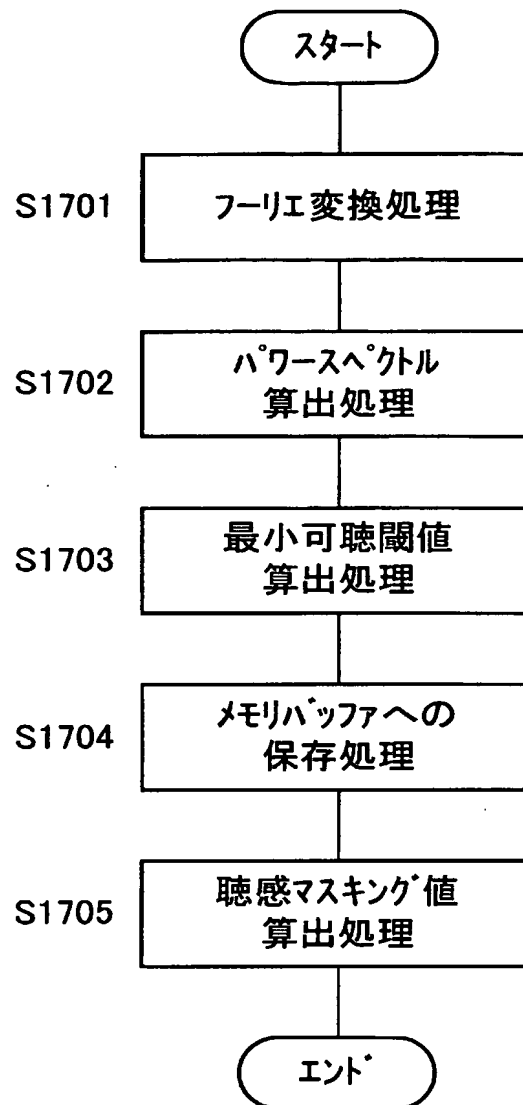 スタート
S1701
フーリエ変換処理
S1702
パワースペクトル
算出処理
S1703
最小可聴閾値
算出処理
S1704
メモリバッファへの
保存処理
S1705
聴感マスキング値
算出処理
エンド